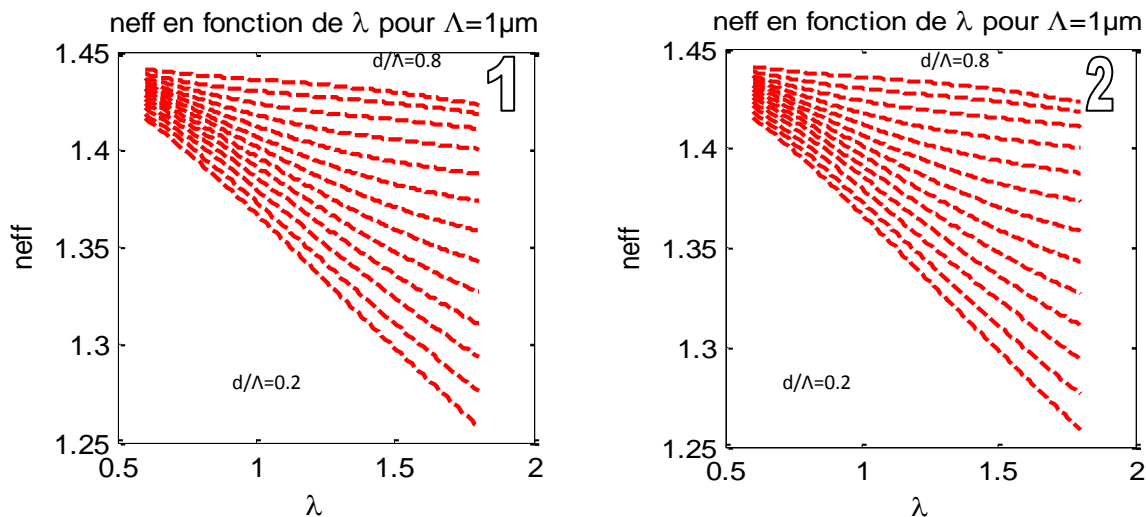 neff en fonction de λ pour Λ=1µm
d/Λ=0.8
1
1.45
1.4
1.35
1.3
1.25
neff
d/Λ=0.2
0.5
1
1.5
2
λ
neff en fonction de λ pour Λ=1µm
d/Λ=0.8
2
1.45
1.4
1.35
1.3
1.25
neff
d/Λ=0.2
0.5
1
1.5
2
λ